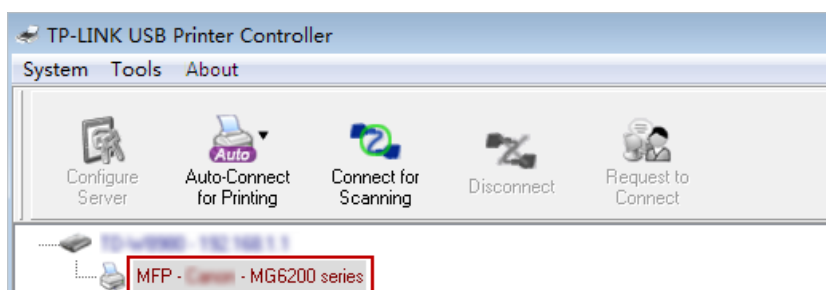 TP-LINK USB Printer Controller
System Tools About
Auto
Configure Server
Auto-Connect for Printing
Connect for Scanning
Disconnect
Request to Connect
MFP - - MG6200 series